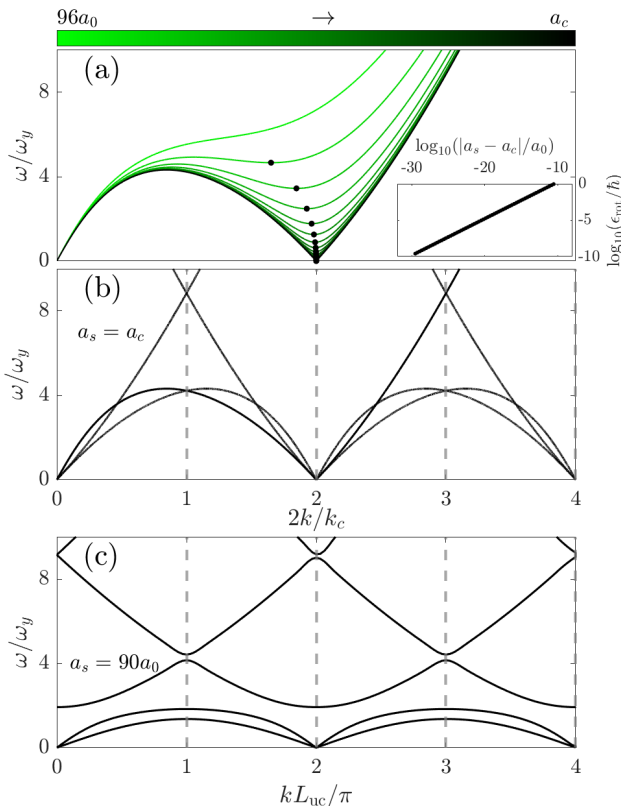 96a₀ → a_c
(a)
8
4
0
ω/ω_y
log₁₀(|a_s − a_c|/a₀)
-30 -20 -10
0
-5
-10
log₁₀(ϵ_rot/ħ)
(b)
8
4
0
ω/ω_y
a_s = a_c
0 1 2 3 4
2k/k_c
(c)
8
4
0
ω/ω_y
a_s = 90a₀
0 1 2 3 4
kL_uc/π